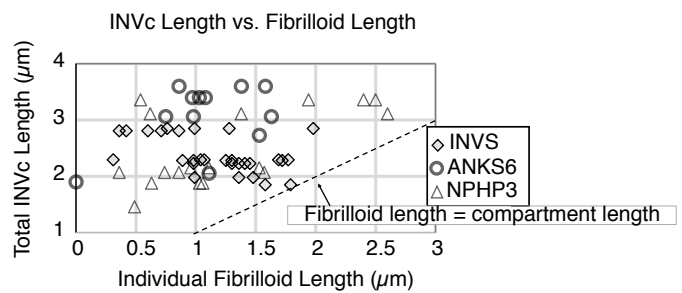 INVc Length vs. Fibrilloid Length
Total INVc Length (µm)
4
3
2
1
INVS
ANKS6
NPHP3
Fibrilloid length = compartment length
0 0.5 1 1.5 2 2.5 3
Individual Fibrilloid Length (µm)